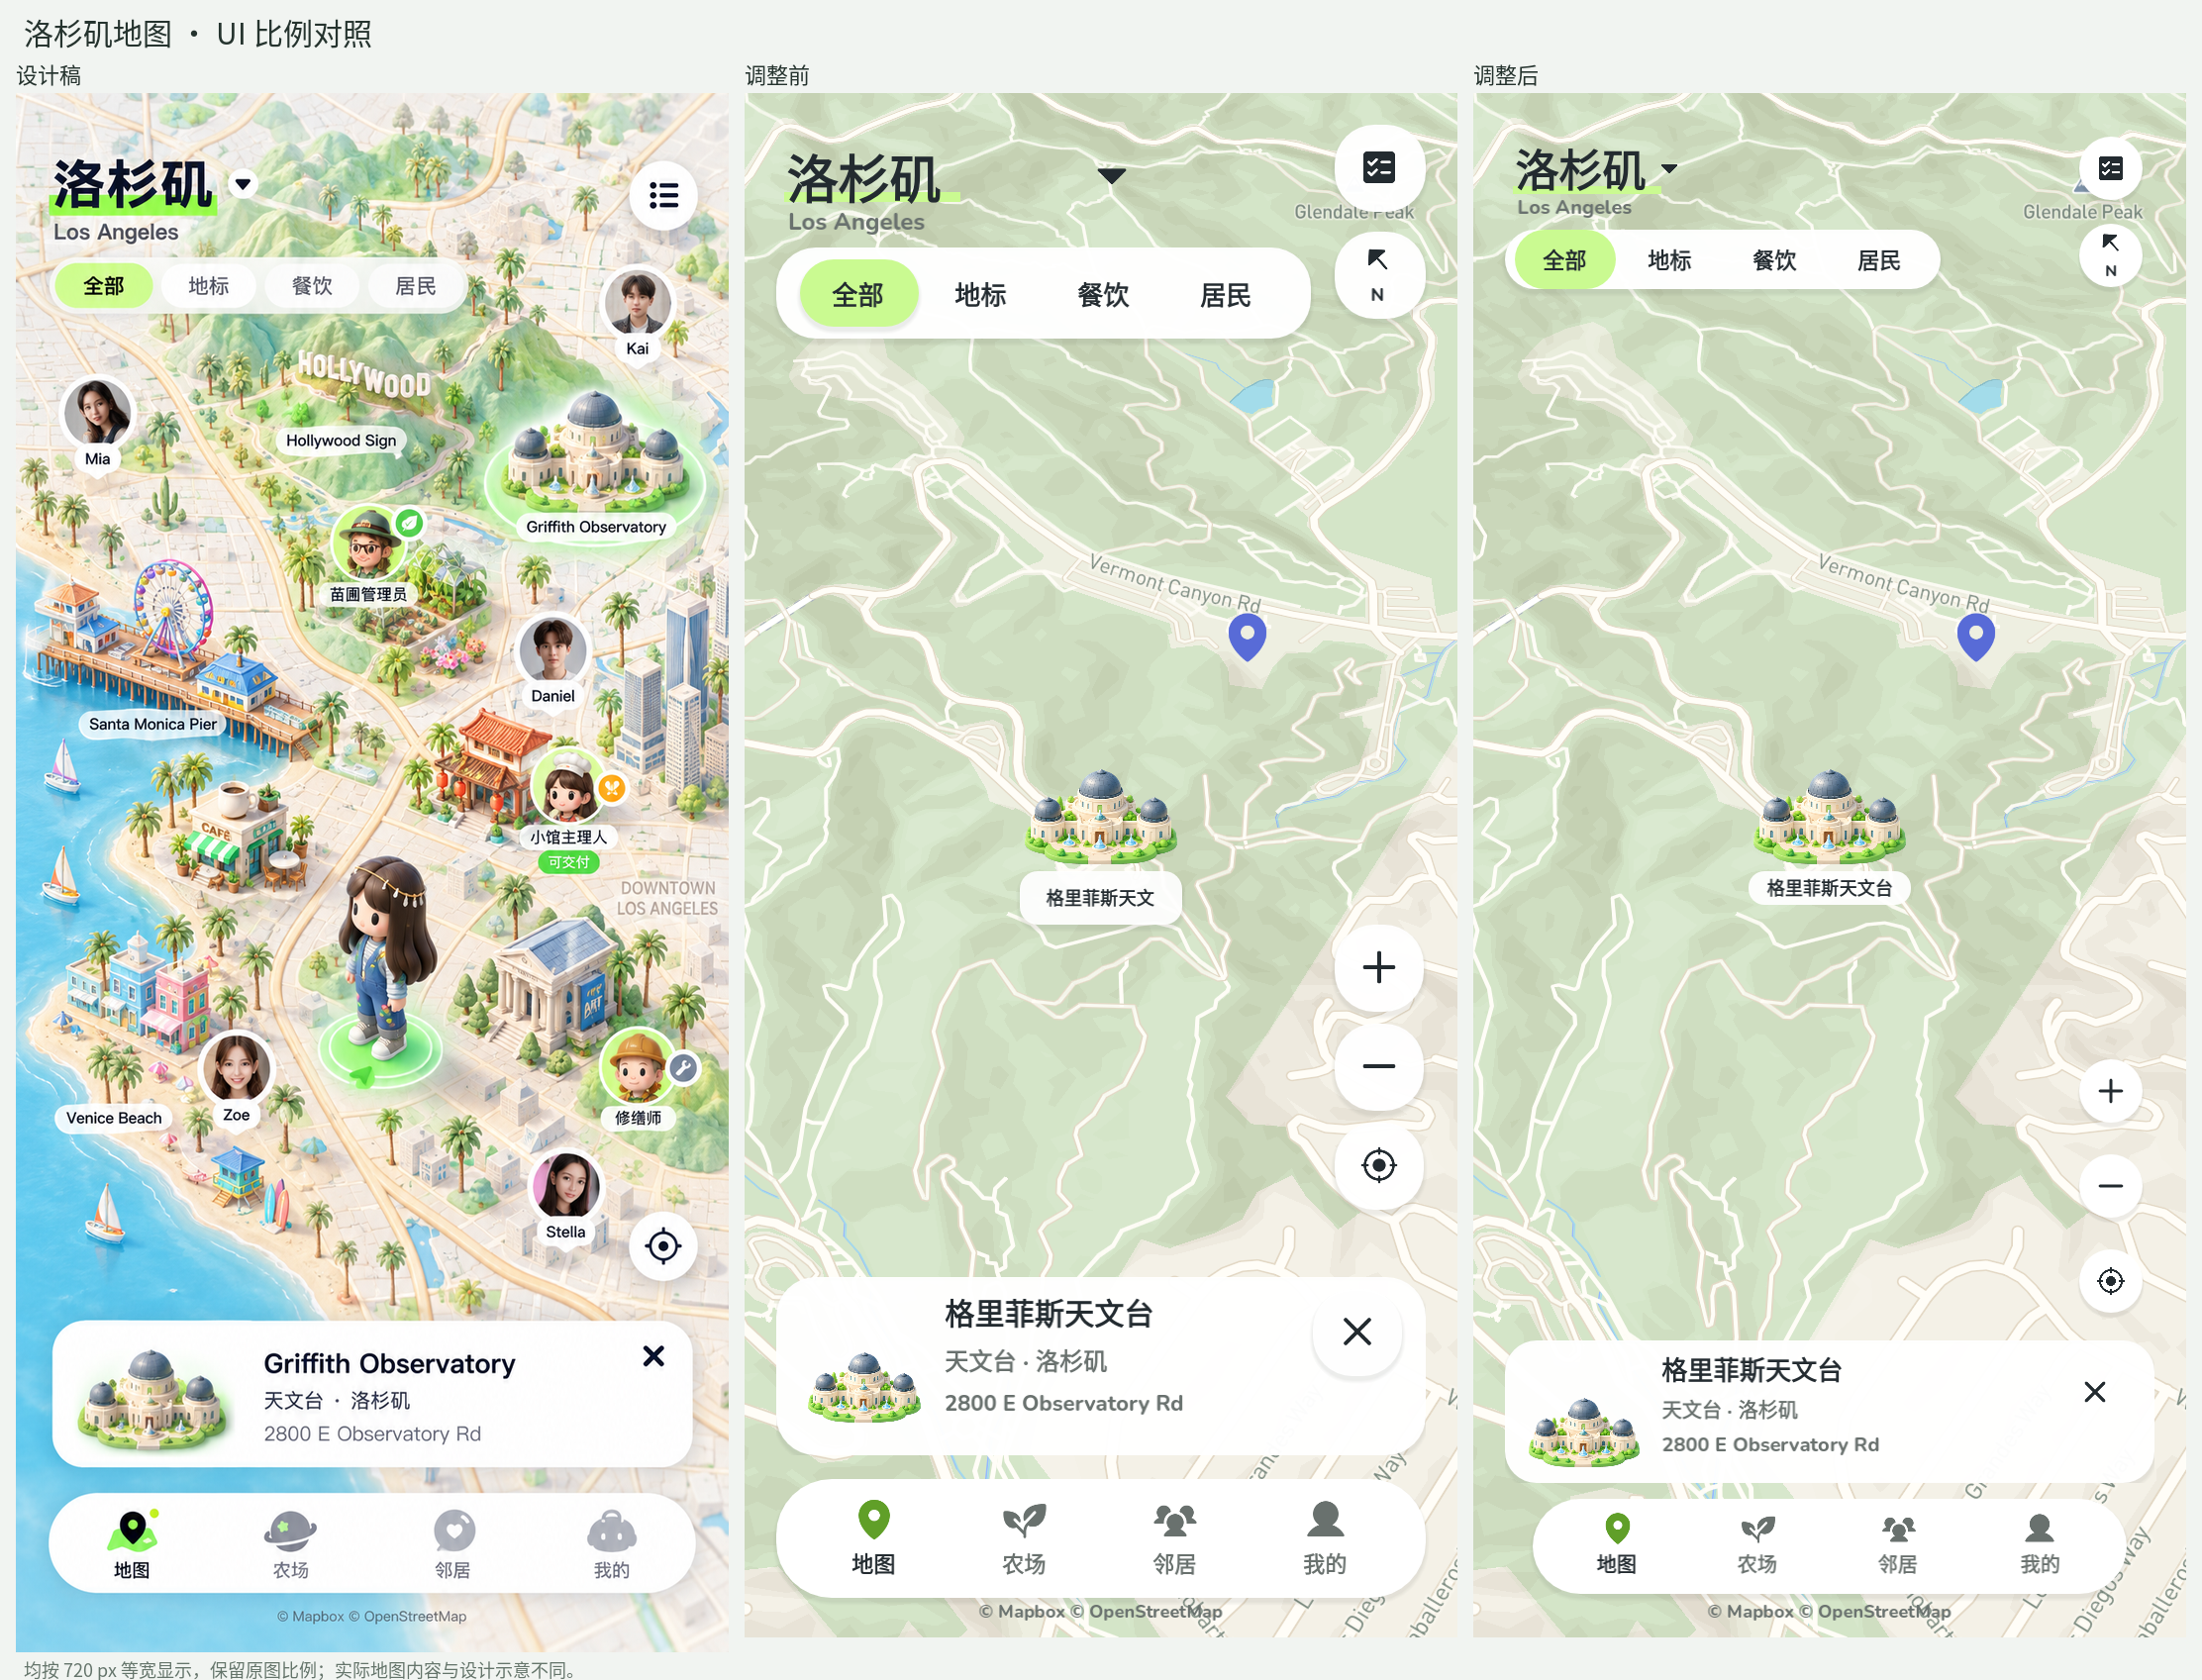 洛杉矶地图 · UI 比例对照
设计稿
洛杉矶
Los Angeles
全部 地标 餐饮 居民
Kai
HOLLYWOOD
Mia
Hollywood Sign
Griffith Observatory
苗圃管理员
Daniel
Santa Monica Pier
CAFÉ
小馆主理人
可交付
DOWNTOWN
LOS ANGELES
ART
Zoe
Venice Beach
修缮师
Stella
Griffith Observatory
天文台 · 洛杉矶
2800 E Observatory Rd
地图 农场 邻居 我的
© Mapbox © OpenStreetMap
调整前
洛杉矶
Los Angeles
Glendale Peak
全部 地标 餐饮 居民
N
Vermont Canyon Rd
格里菲斯天文
格里菲斯天文台
天文台 · 洛杉矶
2800 E Observatory Rd
Way
地图 农场 邻居 我的
© Mapbox © OpenStreetMap
调整后
洛杉矶
Los Angeles
Glendale Peak
全部 地标 餐饮 居民
N
Vermont Canyon Rd
格里菲斯天文台
格里菲斯天文台
天文台 · 洛杉矶
2800 E Observatory Rd
地图 农场 邻居 我的
© Mapbox © OpenStreetMap
均按 720 px 等宽显示，保留原图比例；实际地图内容与设计示意不同。